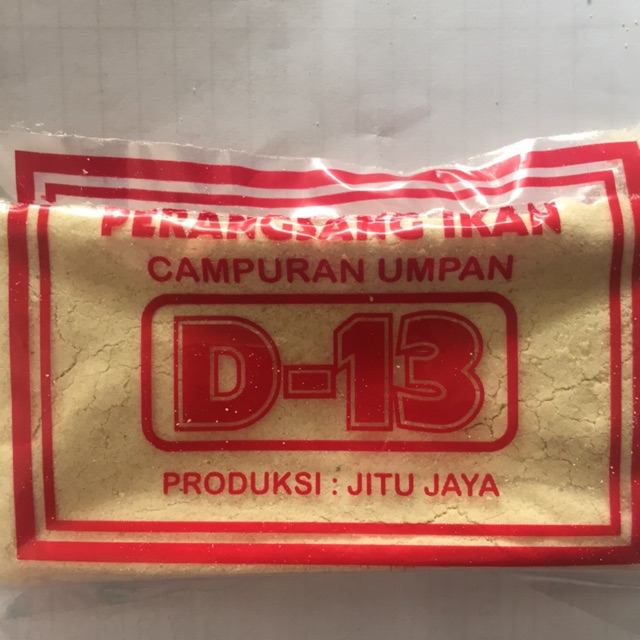 PERANGSANG IKAN
CAMPURAN UMPAN
D-13
PRODUKSI : JITU JAYA